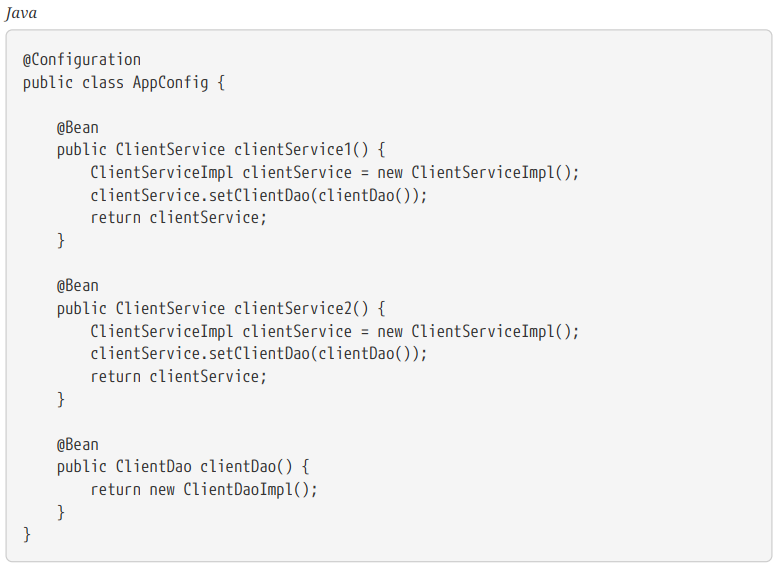 Java
@Configuration
public class AppConfig {
    @Bean
    public ClientService clientService1() {
        ClientServiceImpl clientService = new ClientServiceImpl();
        clientService.setClientDao(clientDao());
        return clientService;
    }
    @Bean
    public ClientService clientService2() {
        ClientServiceImpl clientService = new ClientServiceImpl();
        clientService.setClientDao(clientDao());
        return clientService;
    }
    @Bean
    public ClientDao clientDao() {
        return new ClientDaoImpl();
    }
}